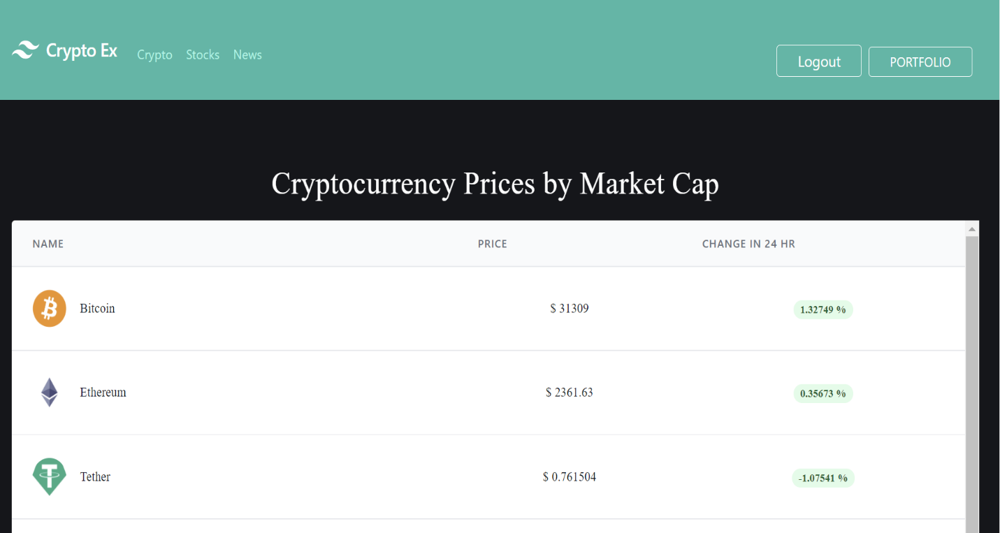 Crypto Ex Crypto Stocks News Logout PORTFOLIO
Cryptocurrency Prices by Market Cap
NAME PRICE CHANGE IN 24 HR
Bitcoin $ 31309 1.32749 %
Ethereum $ 2361.63 0.35673 %
Tether $ 0.761504 -1.07541 %